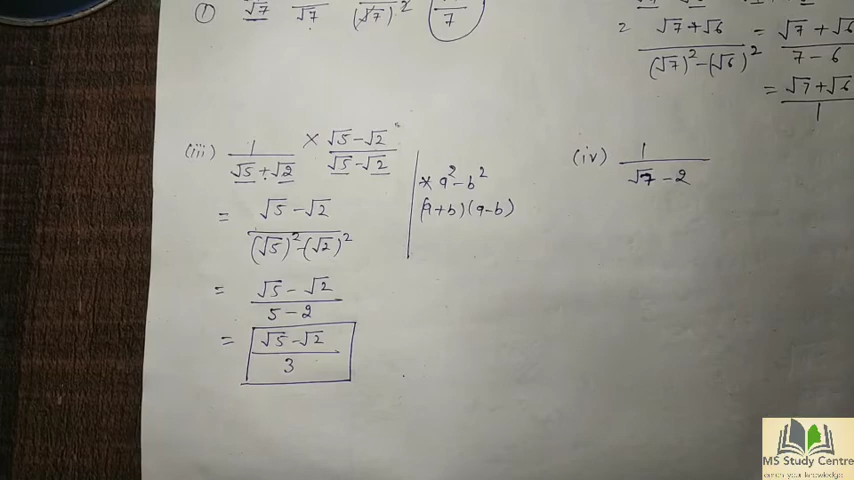 ① √7 √7 (√7)² 7
√7+√6 / (√7)²-(√6)² = √7+√6 / 7-6
= √7+√6 / 1
(iii) 1 / √5+√2 × √5-√2 / √5-√2
= √5-√2 / (√5)²-(√2)²
= √5-√2 / 5-2
= √5-√2 / 3
* a²-b²
(a+b)(a-b)
(iv) 1 / √7-2
MS Study Centre